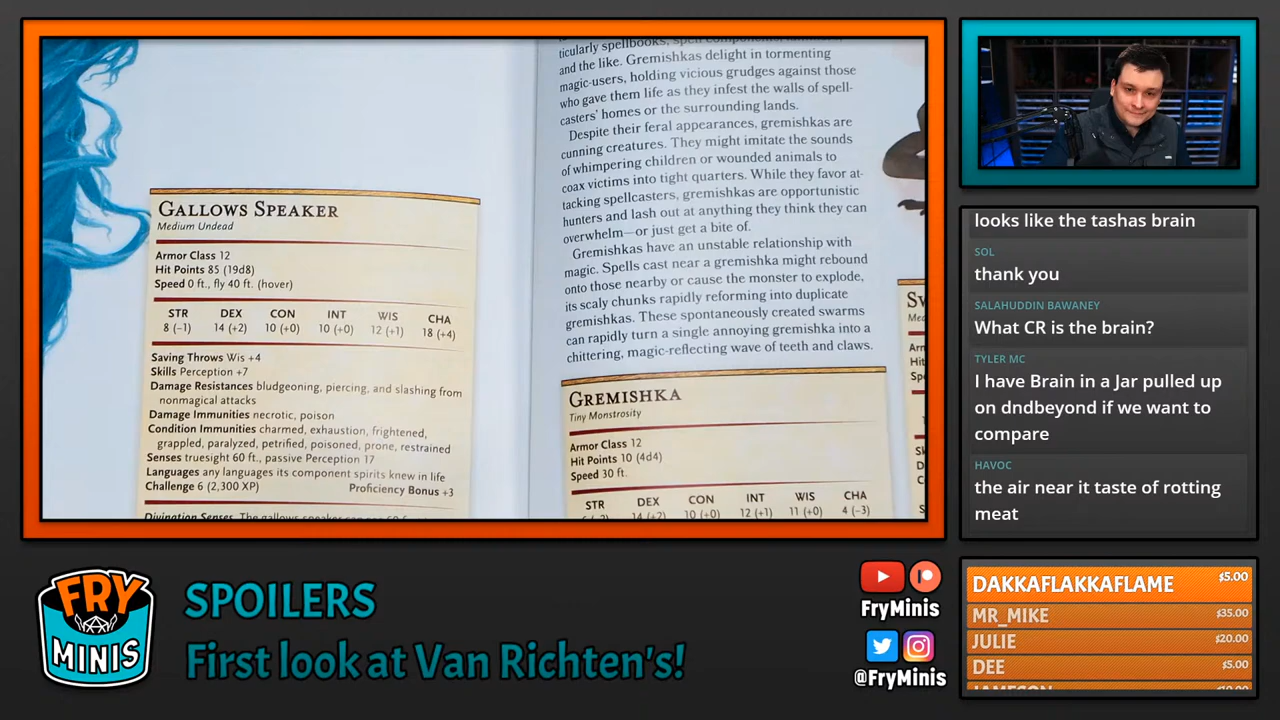 GALLOWS SPEAKER
Medium Undead
Armor Class 12
Hit Points 85 (19d8)
Speed 0 ft., fly 40 ft. (hover)
STR DEX CON INT WIS CHA
8 (−1) 14 (+2) 10 (+0) 10 (+0) 12 (+1) 18 (+4)
Saving Throws Wis +4
Skills Perception +7
Damage Resistances bludgeoning, piercing, and slashing from
nonmagical attacks
Damage Immunities necrotic, poison
Condition Immunities charmed, exhaustion, frightened,
grappled, paralyzed, petrified, poisoned, prone, restrained
Senses truesight 60 ft., passive Perception 17
Languages any languages its component spirits knew in life
Challenge 6 (2,300 XP) Proficiency Bonus +3
Divination Senses. The gallows speaker can see 60 feet
ticularly spellbooks, spell components,
and the like. Gremishkas delight in tormenting
magic-users, holding vicious grudges against those
who gave them life as they infest the walls of spell-
casters' homes or the surrounding lands.
Despite their feral appearances, gremishkas are
cunning creatures. They might imitate the sounds
of whimpering children or wounded animals to
coax victims into tight quarters. While they favor at-
tacking spellcasters, gremishkas are opportunistic
hunters and lash out at anything they think they can
overwhelm—or just get a bite of.
Gremishkas have an unstable relationship with
magic. Spells cast near a gremishka might rebound
onto those nearby or cause the monster to explode,
its scaly chunks rapidly reforming into duplicate
gremishkas. These spontaneously created swarms
can rapidly turn a single annoying gremishka into a
chittering, magic-reflecting wave of teeth and claws.
GREMISHKA
Tiny Monstrosity
Armor Class 12
Hit Points 10 (4d4)
Speed 30 ft.
STR DEX CON INT WIS CHA
14 (+2) 10 (+0) 12 (+1) 11 (+0) 4 (−3)
looks like the tashas brain
SOL
thank you
SALAHUDDIN BAWANEY
What CR is the brain?
TYLER MC
I have Brain in a Jar pulled up
on dndbeyond if we want to
compare
HAVOC
the air near it taste of rotting
meat
FRY
MINIS
SPOILERS
First look at Van Richten's!
FryMinis
@FryMinis
DAKKAFLAKKAFLAME $5.00
MR_MIKE $35.00
JULIE $20.00
DEE $5.00
JAMESON $10.00